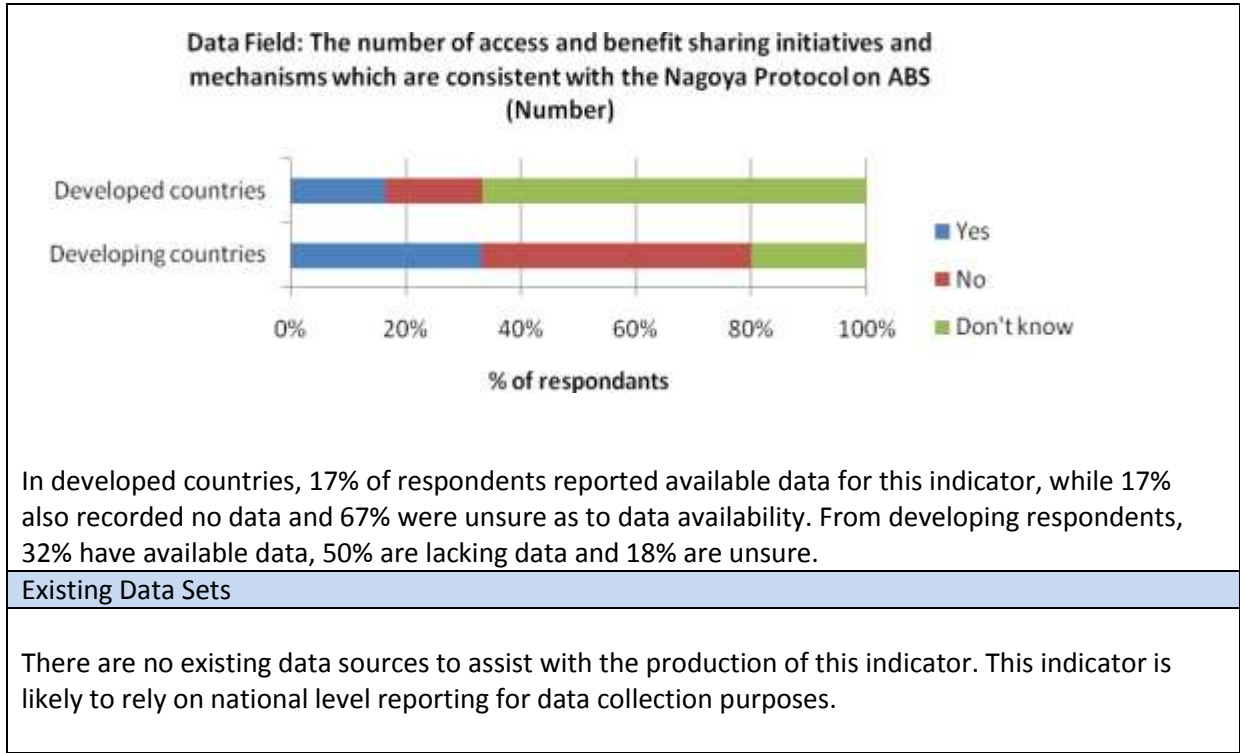 Data Field: The number of access and benefit sharing initiatives and
mechanisms which are consistent with the Nagoya Protocol on ABS
(Number)
Developed countries
Developing countries
Yes
No
Don't know
0% 20% 40% 60% 80% 100%
% of respondants
In developed countries, 17% of respondents reported available data for this indicator, while 17%
also recorded no data and 67% were unsure as to data availability. From developing respondents,
32% have available data, 50% are lacking data and 18% are unsure.
Existing Data Sets
There are no existing data sources to assist with the production of this indicator. This indicator is
likely to rely on national level reporting for data collection purposes.